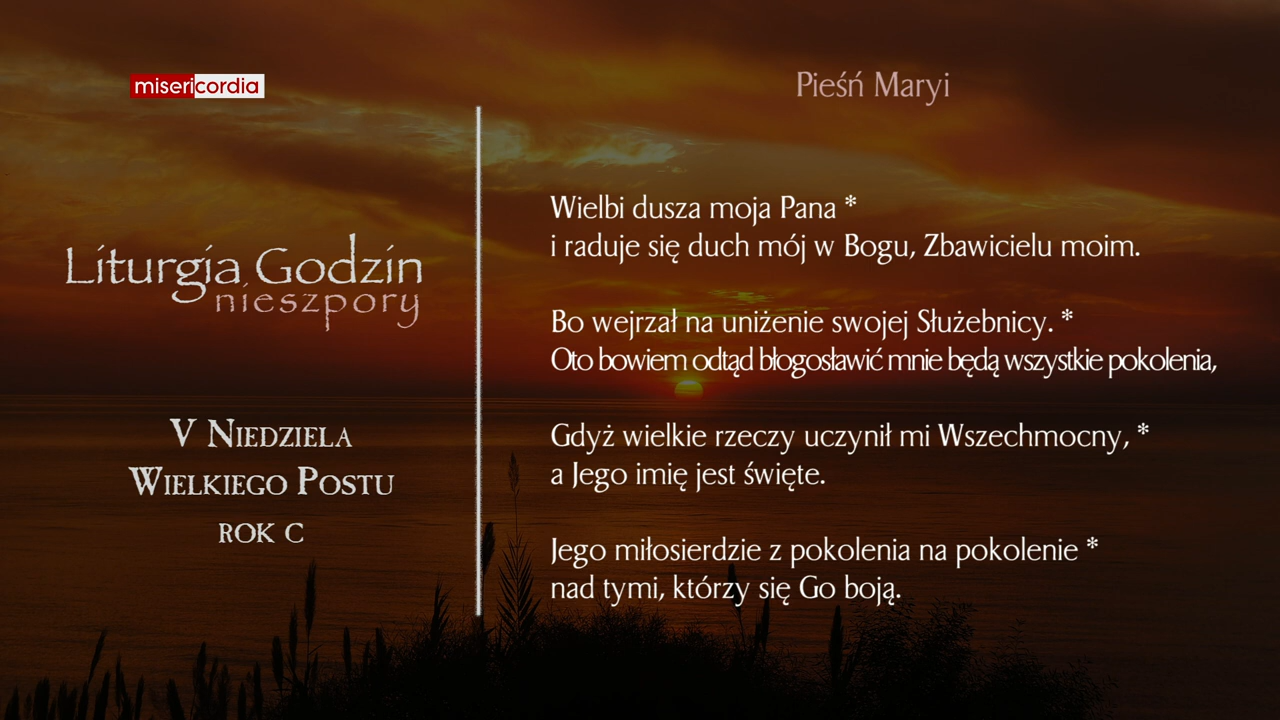 misericordia
Liturgia Godzin
nieszpory
V Niedziela
Wielkiego Postu
rok C
Pieśń Maryi
Wielbi dusza moja Pana *
i raduje się duch mój w Bogu, Zbawicielu moim.
Bo wejrzał na uniżenie swojej Służebnicy. *
Oto bowiem odtąd błogosławić mnie będą wszystkie pokolenia,
Gdyż wielkie rzeczy uczynił mi Wszechmocny, *
a Jego imię jest święte.
Jego miłosierdzie z pokolenia na pokolenie *
nad tymi, którzy się Go boją.